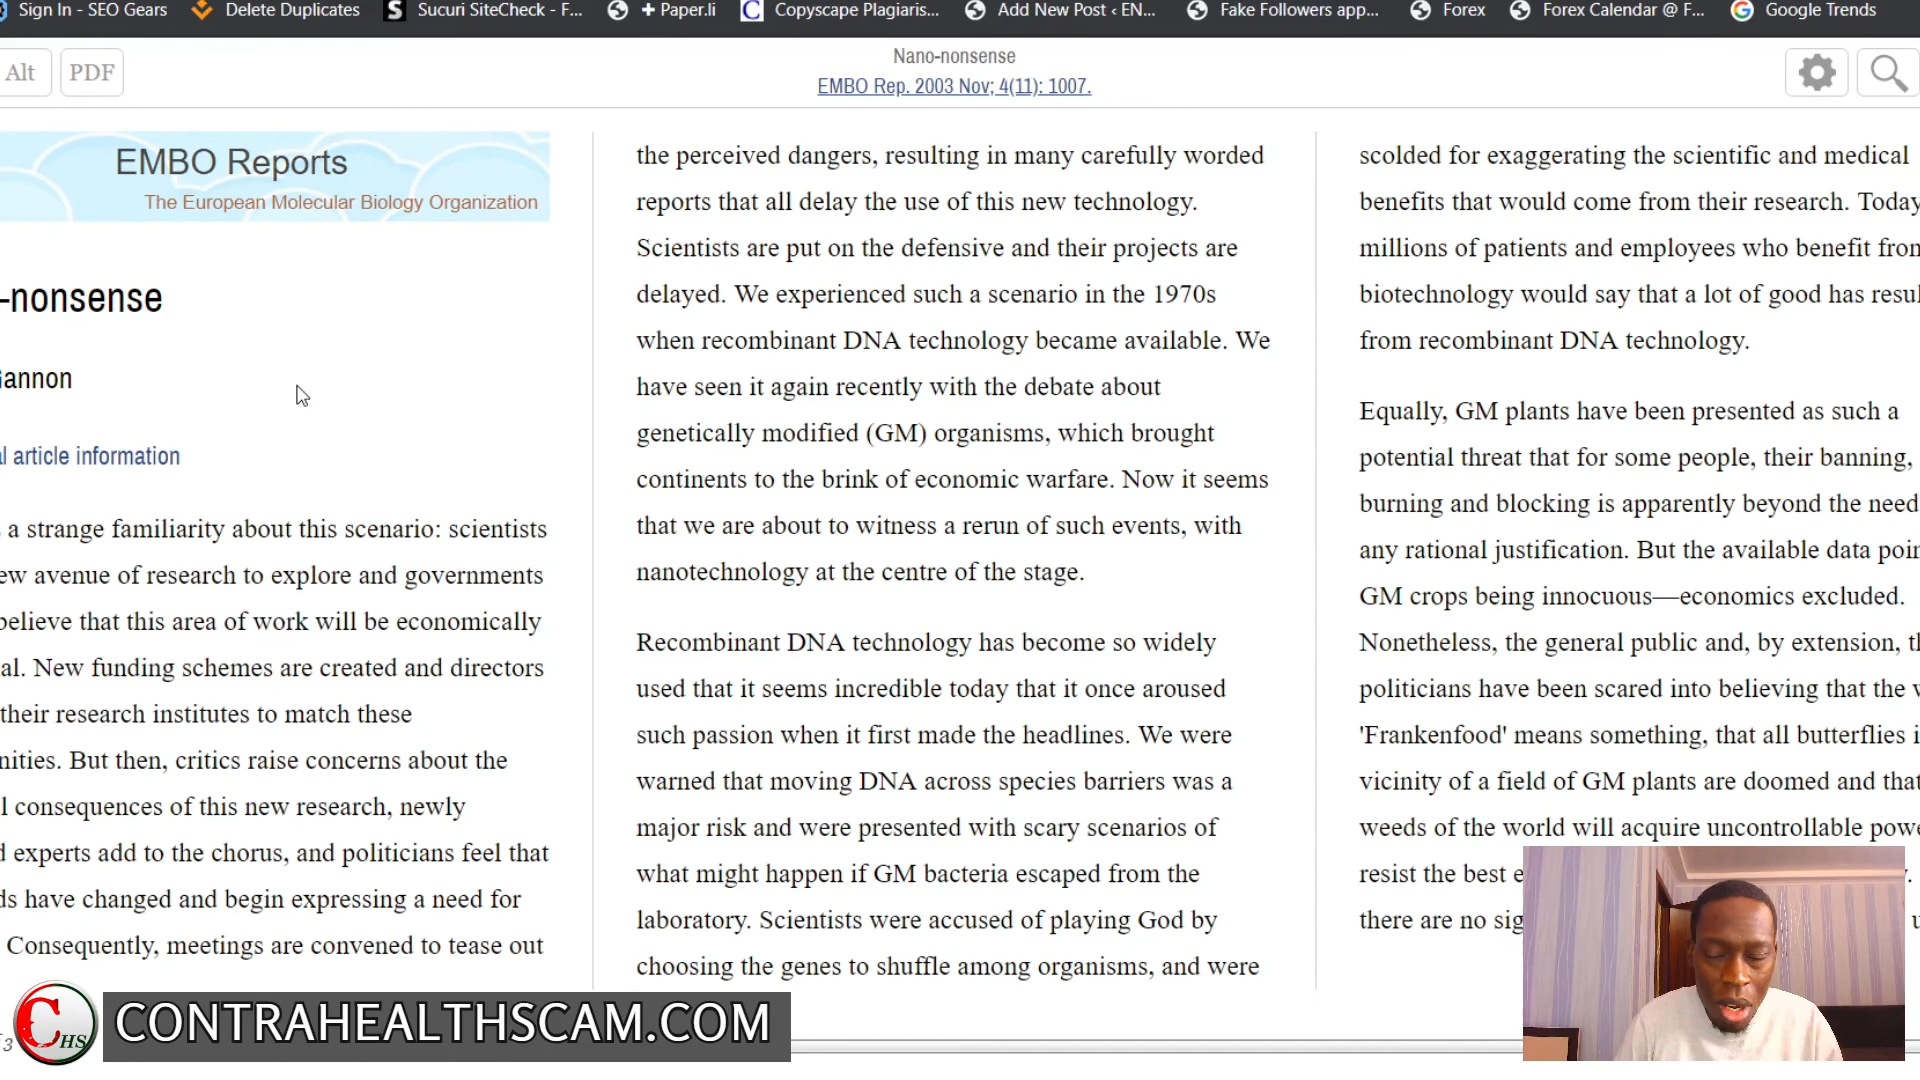 Sign In - SEO Gears
Delete Duplicates
S
Sucuri SiteCheck - F...
+ Paper.li
C
Copyscape Plagiaris...
Add New Post ‹ EN...
Fake Followers app...
Forex
Forex Calendar @ F...
Google Trends
Alt
PDF
Nano-nonsense
EMBO Rep. 2003 Nov; 4(11): 1007.
EMBO Reports
The European Molecular Biology Organization
-nonsense
annon
article information
a strange familiarity about this scenario: scientists
ew avenue of research to explore and governments
believe that this area of work will be economically
al. New funding schemes are created and directors
their research institutes to match these
nities. But then, critics raise concerns about the
l consequences of this new research, newly
d experts add to the chorus, and politicians feel that
ds have changed and begin expressing a need for
Consequently, meetings are convened to tease out
the perceived dangers, resulting in many carefully worded
reports that all delay the use of this new technology.
Scientists are put on the defensive and their projects are
delayed. We experienced such a scenario in the 1970s
when recombinant DNA technology became available. We
have seen it again recently with the debate about
genetically modified (GM) organisms, which brought
continents to the brink of economic warfare. Now it seems
that we are about to witness a rerun of such events, with
nanotechnology at the centre of the stage.
Recombinant DNA technology has become so widely
used that it seems incredible today that it once aroused
such passion when it first made the headlines. We were
warned that moving DNA across species barriers was a
major risk and were presented with scary scenarios of
what might happen if GM bacteria escaped from the
laboratory. Scientists were accused of playing God by
choosing the genes to shuffle among organisms, and were
scolded for exaggerating the scientific and medical
benefits that would come from their research. Today
millions of patients and employees who benefit from
biotechnology would say that a lot of good has resul
from recombinant DNA technology.
Equally, GM plants have been presented as such a
potential threat that for some people, their banning,
burning and blocking is apparently beyond the need
any rational justification. But the available data poin
GM crops being innocuous—economics excluded.
Nonetheless, the general public and, by extension, th
politicians have been scared into believing that the w
'Frankenfood' means something, that all butterflies i
vicinity of a field of GM plants are doomed and that
weeds of the world will acquire uncontrollable powe
resist the best e
there are no sig
3
C HS
CONTRAHEALTHSCAM.COM